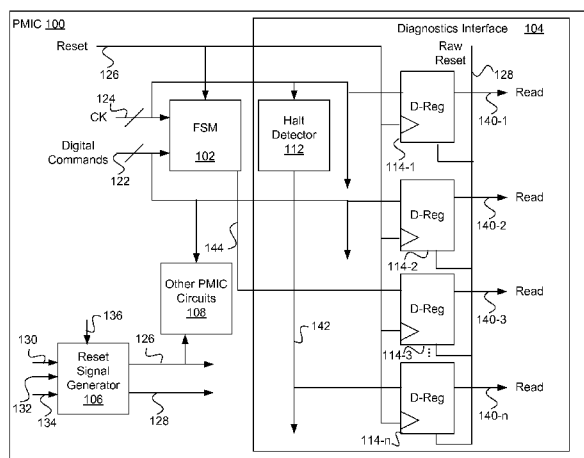 PMIC 100
Diagnostics Interface 104
Reset
126
Raw
Reset
128
124
CK
FSM
102
Halt
Detector
112
D-Reg
Read
140-1
114-1
Digital
Commands
122
D-Reg
Read
140-2
114-2
144
Other PMIC
Circuits
108
D-Reg
Read
140-3
114-3
142
136
130
132
134
Reset
Signal
Generator
106
126
128
D-Reg
Read
140-n
114-n